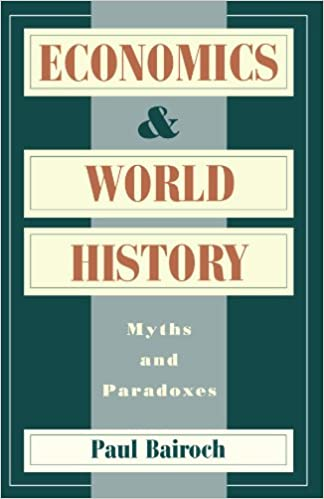 ECONOMICS
&
WORLD
HISTORY
Myths
and
Paradoxes
Paul Bairoch